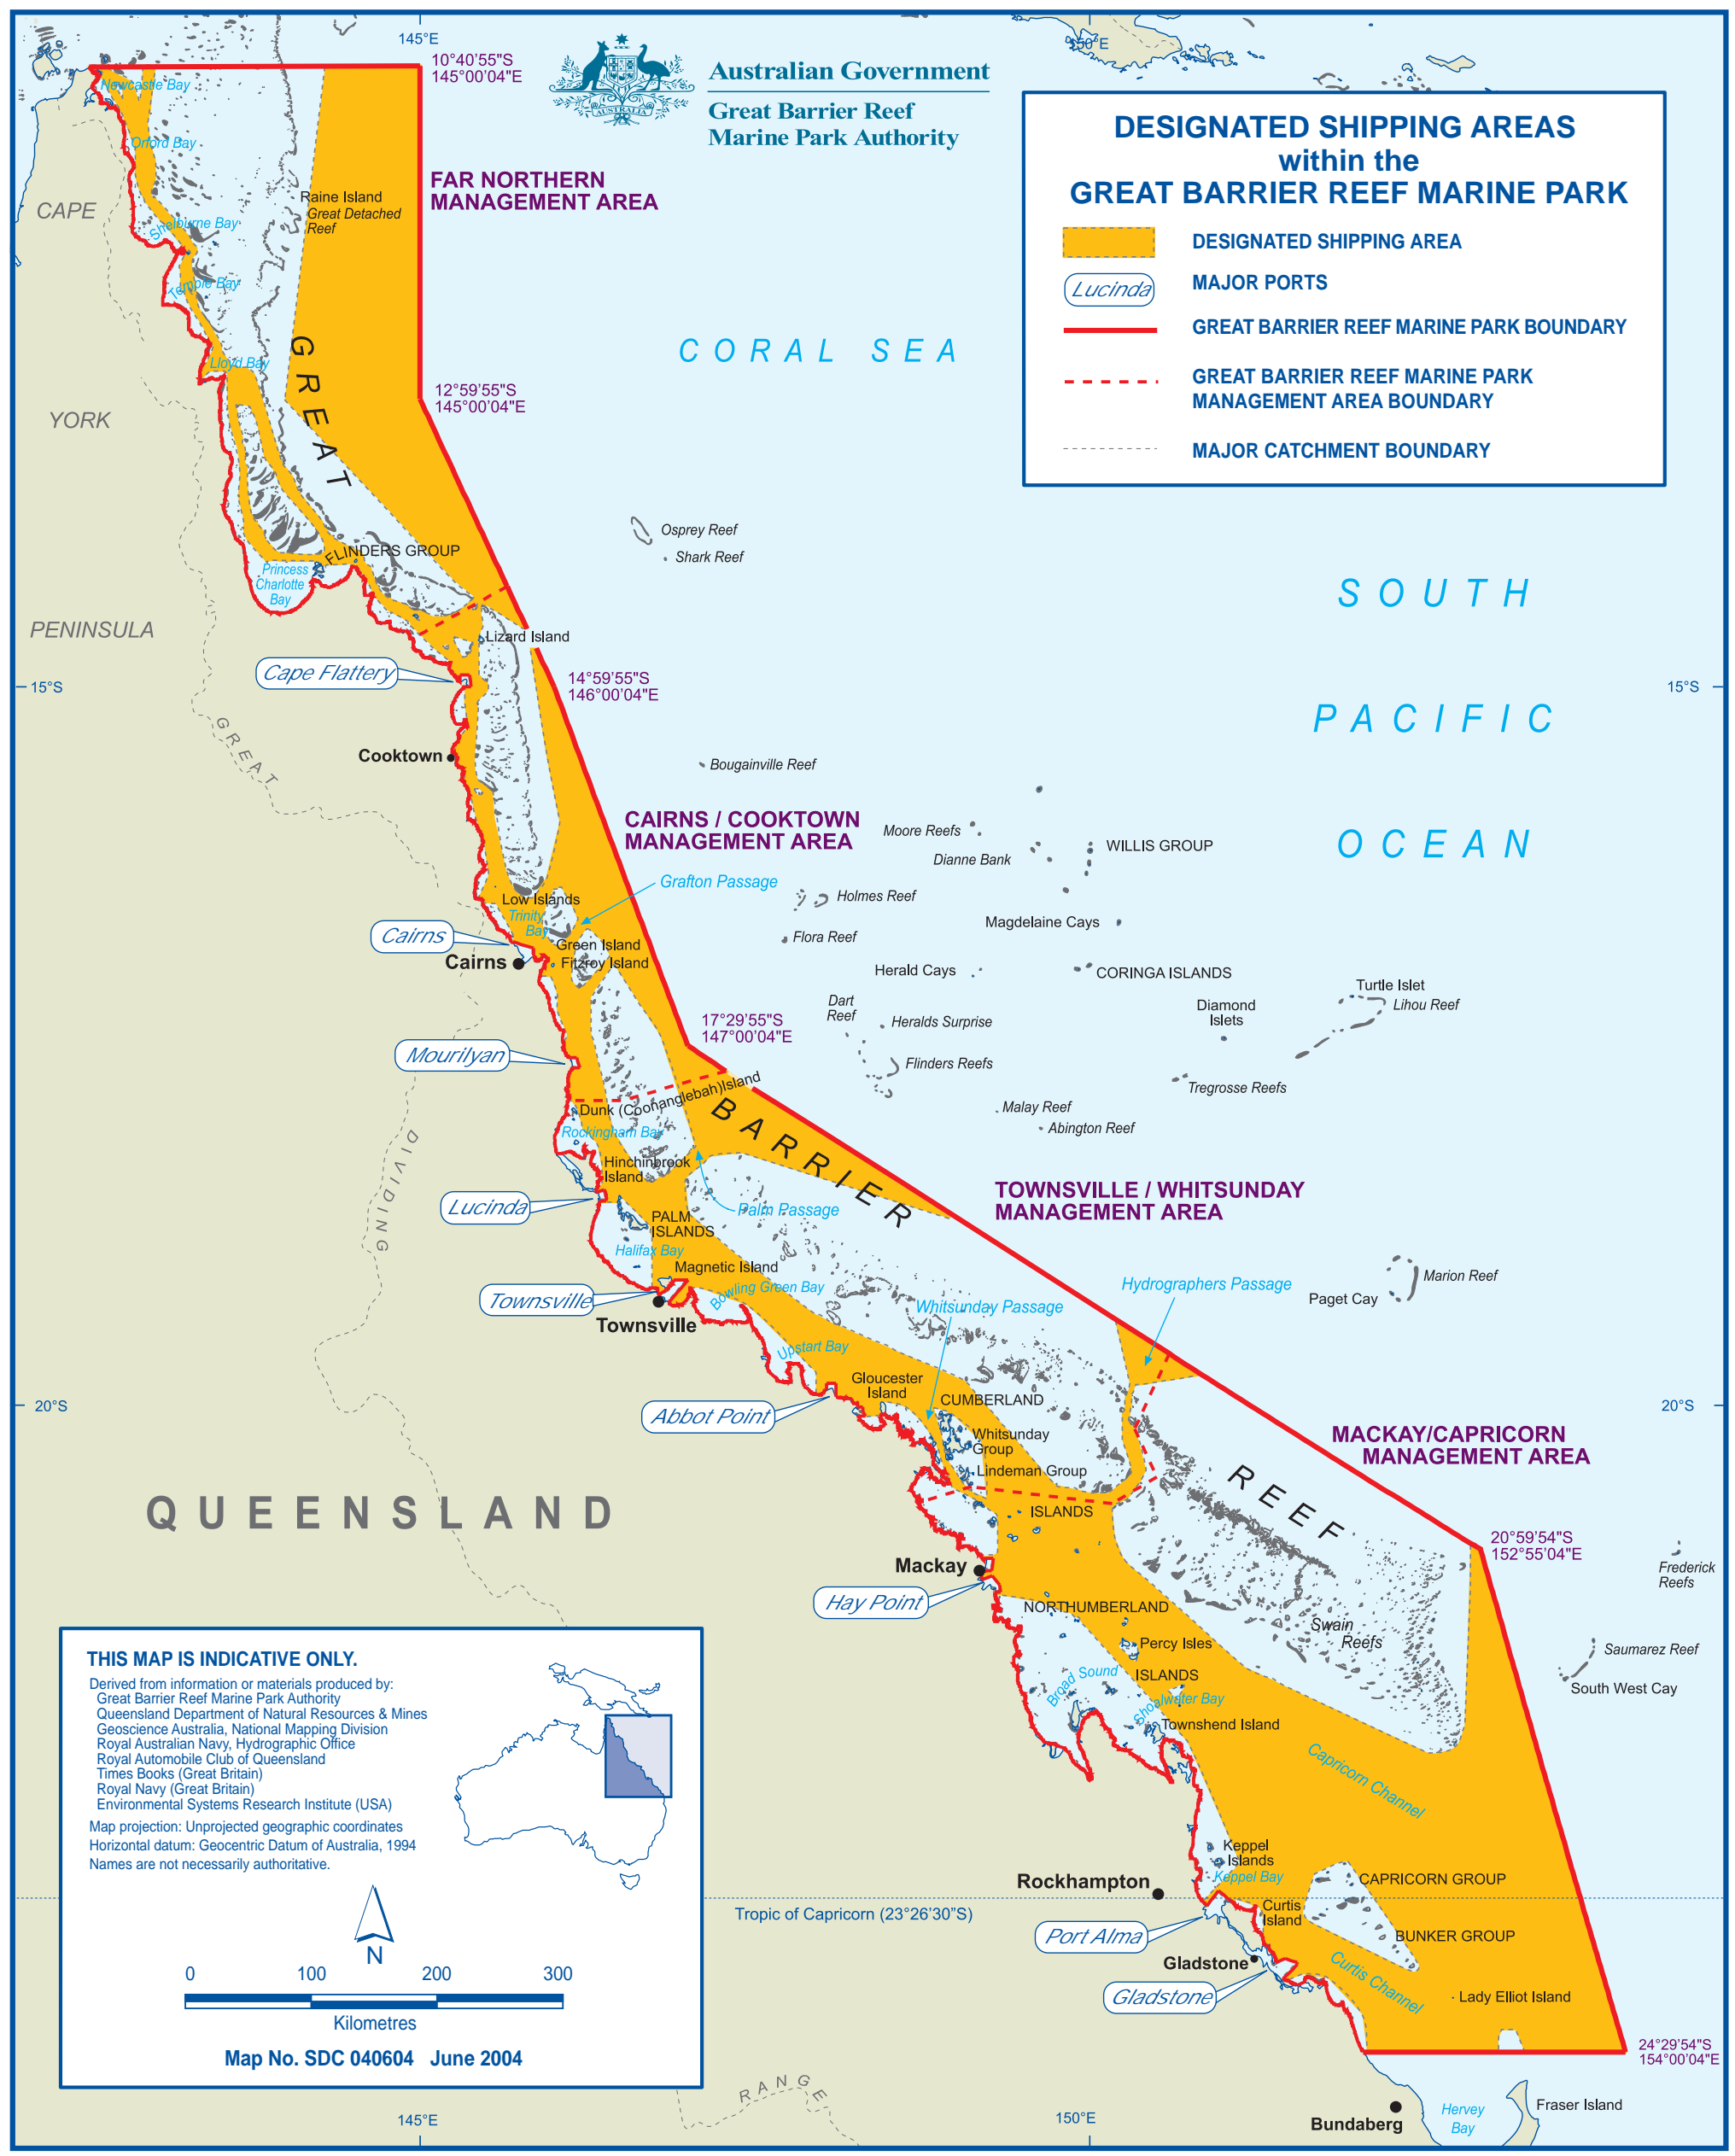 145°E
150°E
10°40'55"S
145°00'04"E
Australian Government
Great Barrier Reef
Marine Park Authority
AUSTRALIA
DESIGNATED SHIPPING AREAS
within the
GREAT BARRIER REEF MARINE PARK
DESIGNATED SHIPPING AREA
Lucinda
MAJOR PORTS
GREAT BARRIER REEF MARINE PARK BOUNDARY
GREAT BARRIER REEF MARINE PARK
MANAGEMENT AREA BOUNDARY
MAJOR CATCHMENT BOUNDARY
Newcastle Bay
Orford Bay
FAR NORTHERN
MANAGEMENT AREA
Raine Island
Great Detached
Reef
CAPE
Shelburne Bay
Temple Bay
CORAL SEA
GREAT
Lloyd Bay
12°59'55"S
145°00'04"E
YORK
Osprey Reef
Shark Reef
FLINDERS GROUP
Princess
Charlotte
Bay
SOUTH
PENINSULA
Lizard Island
Cape Flattery
14°59'55"S
146°00'04"E
15°S
15°S
PACIFIC
GREAT
Cooktown
Bougainville Reef
CAIRNS / COOKTOWN
MANAGEMENT AREA
Moore Reefs
Dianne Bank
WILLIS GROUP
OCEAN
Grafton Passage
Low Islands
Trinity
Bay
Holmes Reef
Magdelaine Cays
Cairns
Flora Reef
Green Island
Cairns
Fitzroy Island
Herald Cays
CORINGA ISLANDS
Turtle Islet
Lihou Reef
Diamond
Islets
Dart
Reef
Heralds Surprise
17°29'55"S
147°00'04"E
Mourilyan
Flinders Reefs
Tregrosse Reefs
Dunk (Coonanglebah)Island
BARRIER
Malay Reef
Abington Reef
Rockingham Bay
DIVIDING
Hinchinbrook
Island
TOWNSVILLE / WHITSUNDAY
MANAGEMENT AREA
Lucinda
Palm Passage
PALM
ISLANDS
Halifax Bay
Magnetic Island
Marion Reef
Paget Cay
Hydrographers Passage
Townsville
Bowling Green Bay
Whitsunday Passage
Townsville
Upstart Bay
Gloucester
Island
CUMBERLAND
20°S
20°S
Abbot Point
Whitsunday
Group
MACKAY/CAPRICORN
MANAGEMENT AREA
Lindeman Group
REEF
QUEENSLAND
ISLANDS
20°59'54"S
152°55'04"E
Mackay
Frederick
Reefs
Hay Point
NORTHUMBERLAND
Swain
Reefs
Percy Isles
Saumarez Reef
ISLANDS
South West Cay
Broad Sound
Shoalwater Bay
Townshend Island
Capricorn Channel
THIS MAP IS INDICATIVE ONLY.
Derived from information or materials produced by:
Great Barrier Reef Marine Park Authority
Queensland Department of Natural Resources & Mines
Geoscience Australia, National Mapping Division
Royal Australian Navy, Hydrographic Office
Royal Automobile Club of Queensland
Times Books (Great Britain)
Royal Navy (Great Britain)
Environmental Systems Research Institute (USA)
Map projection: Unprojected geographic coordinates
Horizontal datum: Geocentric Datum of Australia, 1994
Names are not necessarily authoritative.
N
0 100 200 300
Kilometres
Map No. SDC 040604 June 2004
Keppel
Islands
Keppel Bay
Rockhampton
CAPRICORN GROUP
Tropic of Capricorn (23°26'30"S)
Curtis
Island
Port Alma
BUNKER GROUP
Gladstone
Curtis Channel
Gladstone
Lady Elliot Island
24°29'54"S
154°00'04"E
RANGE
145°E
150°E
Bundaberg
Hervey
Bay
Fraser Island